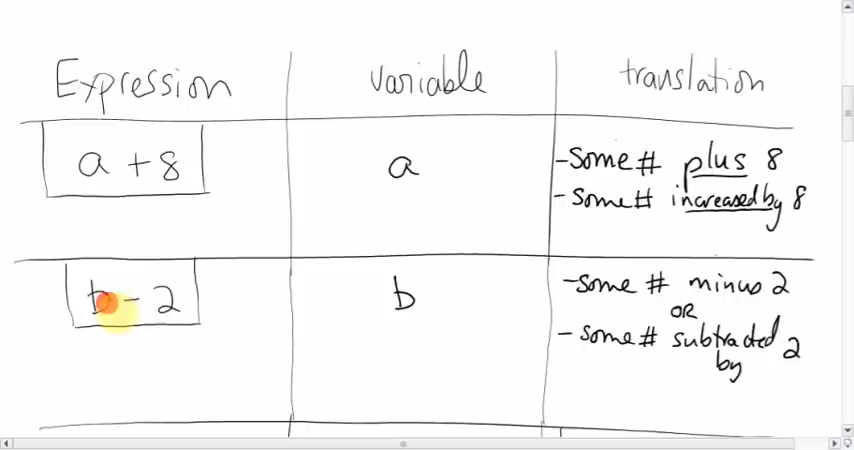 Expression variable translation
a + 8 a -Some # plus 8
-Some # increased by 8
b - 2 b -some # minus 2
OR
-some # subtracted 2
by